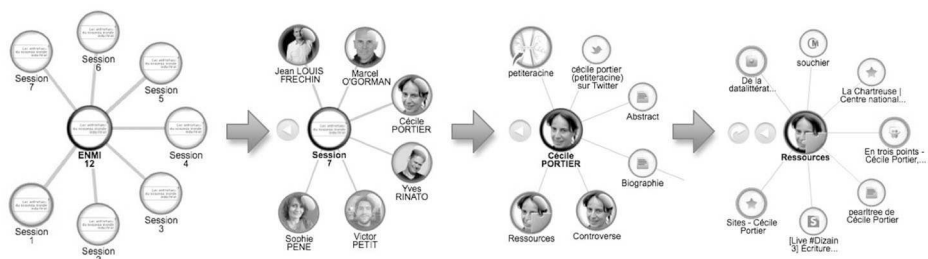 Session
7
Session
6
Session
5
Session
4
Session
3
Session
1
ENMI
12
Jean LOUIS
FRECHIN
Marcel
O'GORMAN
Cécile
PORTIER
Yves
RINATO
Victor
PETIT
Sophie
PENE
Session
7
petiteracine
cécile portier
(petiteracine)
sur Twitter
Abstract
Biographie
Controverse
Ressources
Cécile
PORTIER
De la
datalittérat...
souchier
La Chartreuse |
Centre national...
En trois points -
Cécile Portier,...
pearltree de
Cécile Portier
[Live #Dizain
3] Écriture...
Sites - Cécile
Portier
Ressources